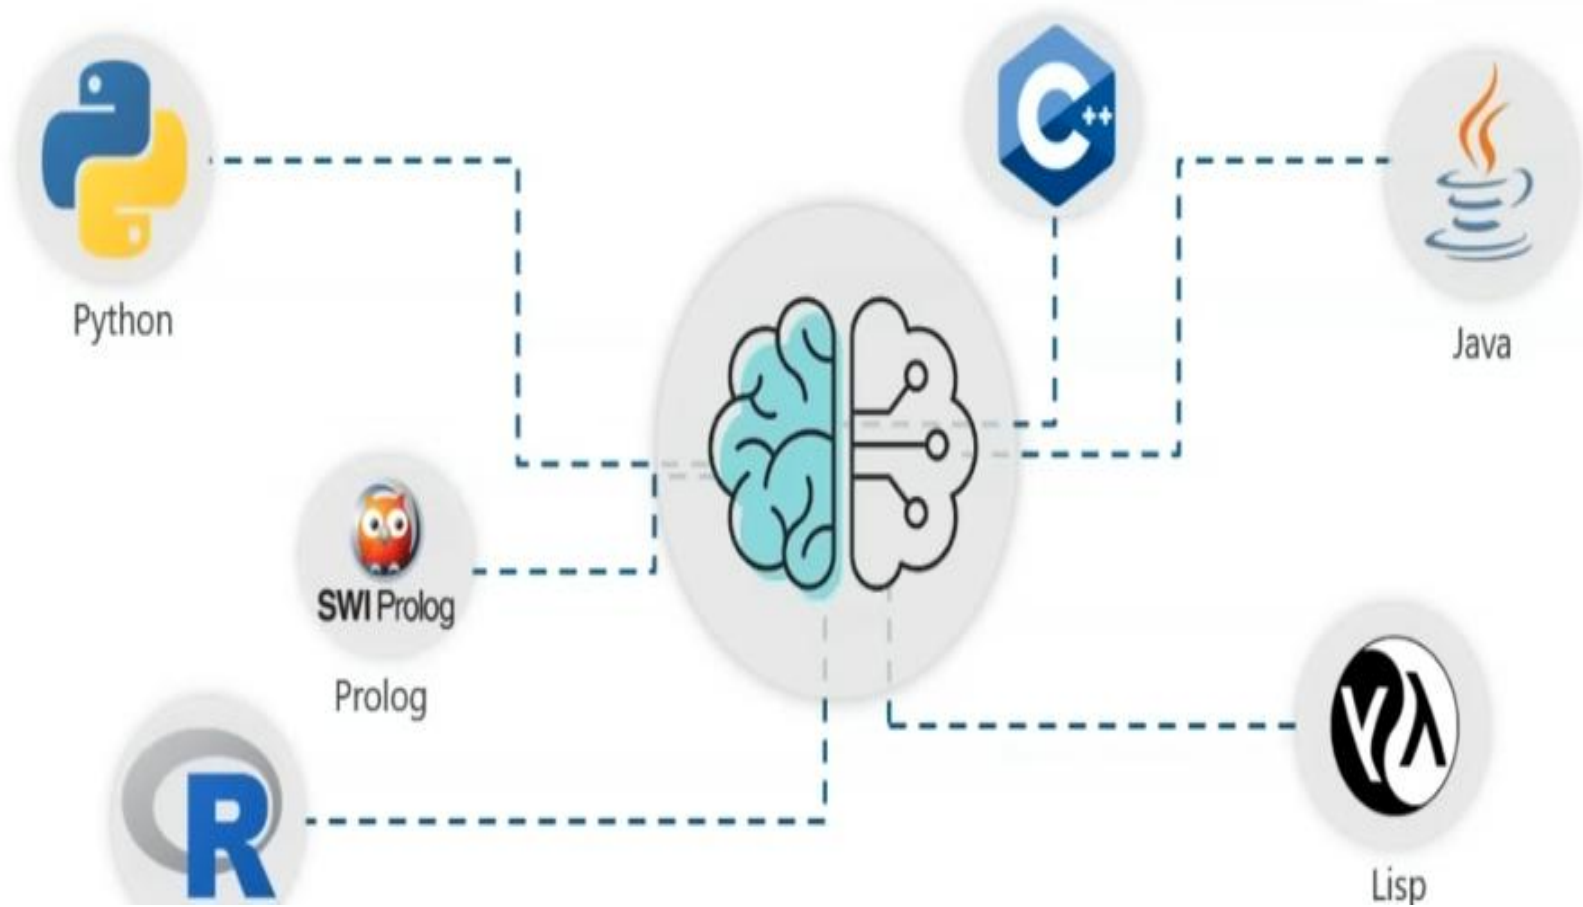 C++
Python
Java
SWI Prolog
Prolog
R
Lisp